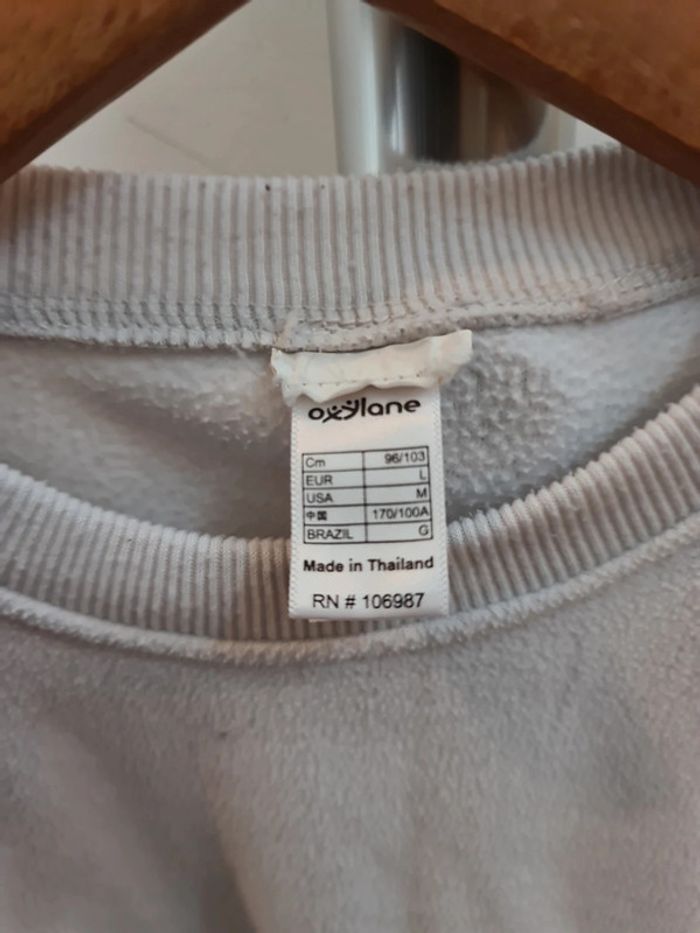 oxylane
Cm 96/103
EUR L
USA M
中国 170/100A
BRAZIL G
Made in Thailand
RN # 106987